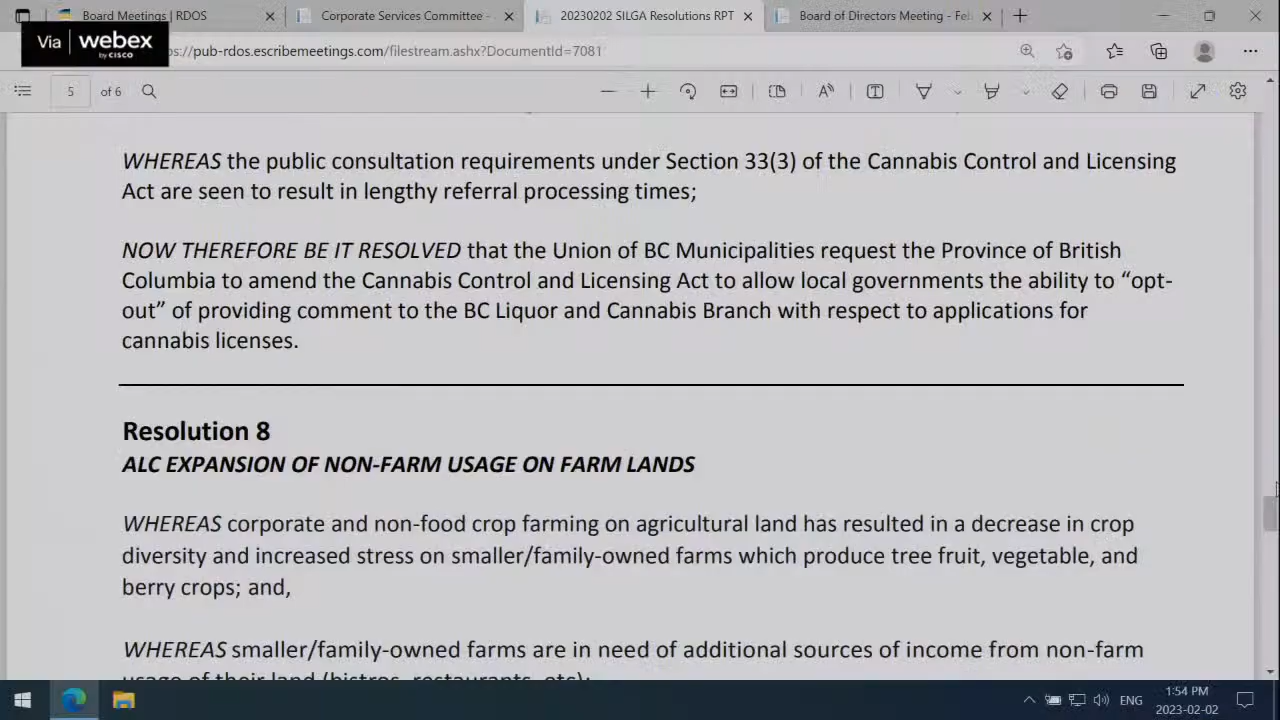 Board Meetings | RDOS
Corporate Services Committee -
20230202 SILGA Resolutions RPT
Board of Directors Meeting - Fe
Via webex
by CISCO
s://pub-rdos.escribemeetings.com/filestream.ashx?DocumentId=7081
5 of 6
WHEREAS the public consultation requirements under Section 33(3) of the Cannabis Control and Licensing
Act are seen to result in lengthy referral processing times;
NOW THEREFORE BE IT RESOLVED that the Union of BC Municipalities request the Province of British
Columbia to amend the Cannabis Control and Licensing Act to allow local governments the ability to “opt-
out” of providing comment to the BC Liquor and Cannabis Branch with respect to applications for
cannabis licenses.
Resolution 8
ALC EXPANSION OF NON-FARM USAGE ON FARM LANDS
WHEREAS corporate and non-food crop farming on agricultural land has resulted in a decrease in crop
diversity and increased stress on smaller/family-owned farms which produce tree fruit, vegetable, and
berry crops; and,
WHEREAS smaller/family-owned farms are in need of additional sources of income from non-farm
usage of their land (bistros, restaurants, etc);
ENG
1:54 PM
2023-02-02